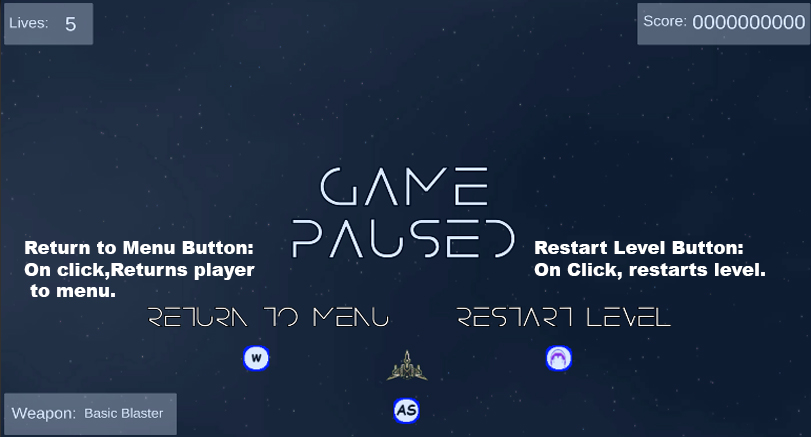 Lives: 5
Score: 0000000000
GAME
PAUSED
Return to Menu Button:
On click,Returns player
to menu.
Restart Level Button:
On Click, restarts level.
RETURN TO MENU
RESTART LEVEL
W
AS
Weapon: Basic Blaster